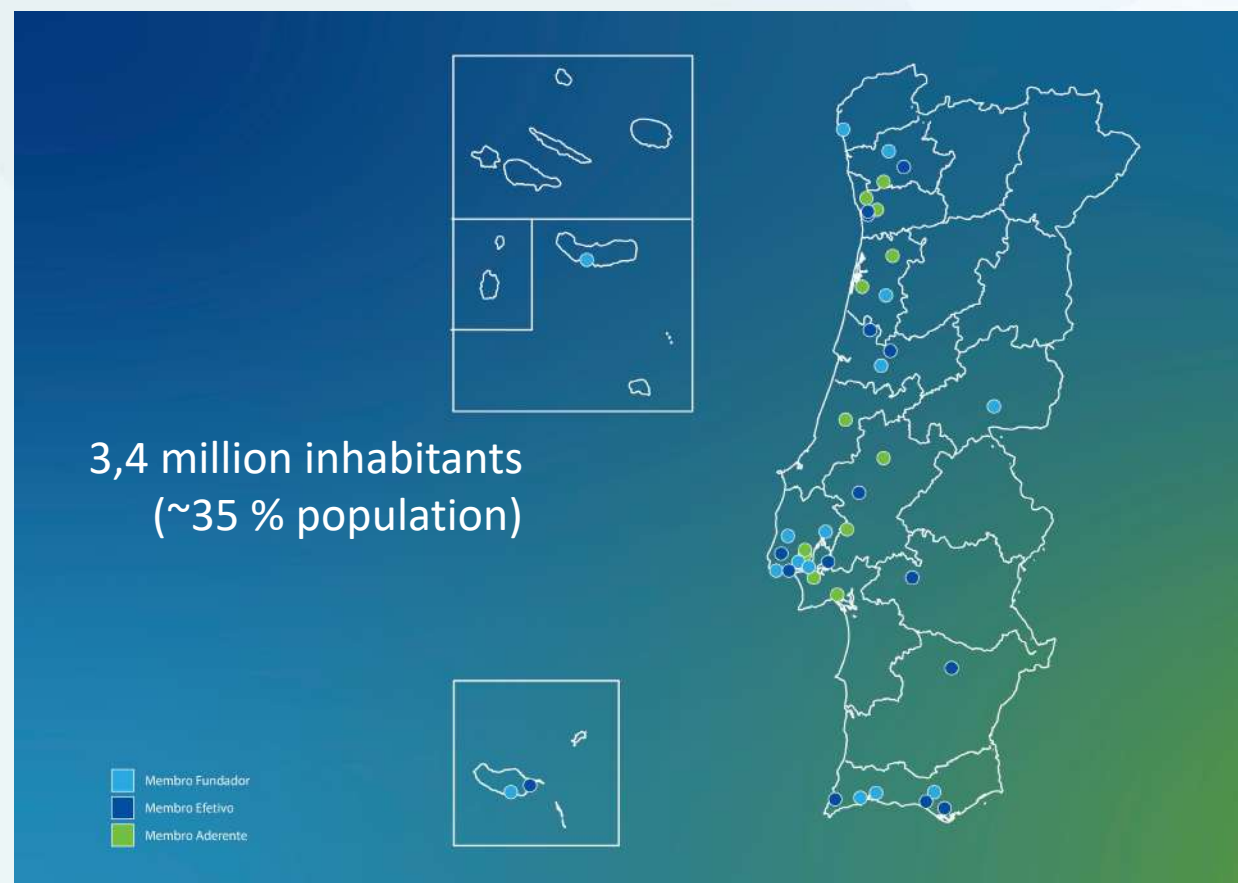 3,4 million inhabitants
(~35 % population)
Membro Fundador
Membro Efetivo
Membro Aderente